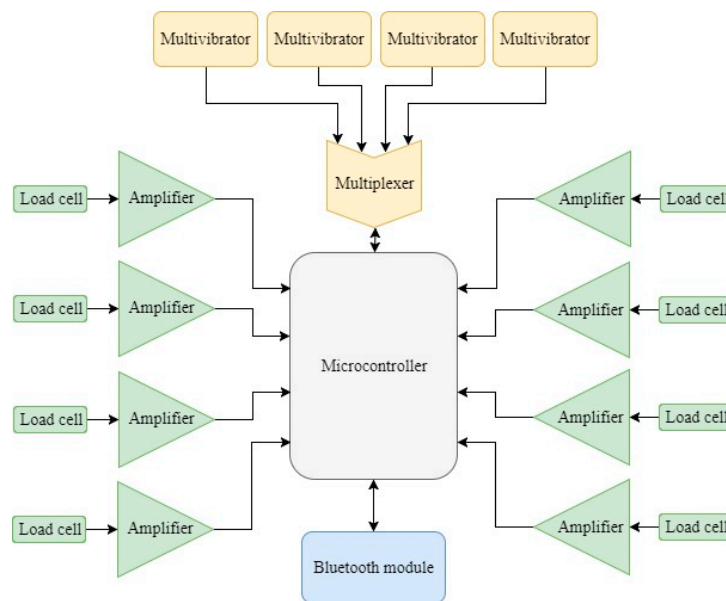 Multivibrator Multivibrator Multivibrator Multivibrator
Multiplexer
Load cell Amplifier Amplifier Load cell
Load cell Amplifier Amplifier Load cell
Microcontroller
Load cell Amplifier Amplifier Load cell
Load cell Amplifier Amplifier Load cell
Bluetooth module